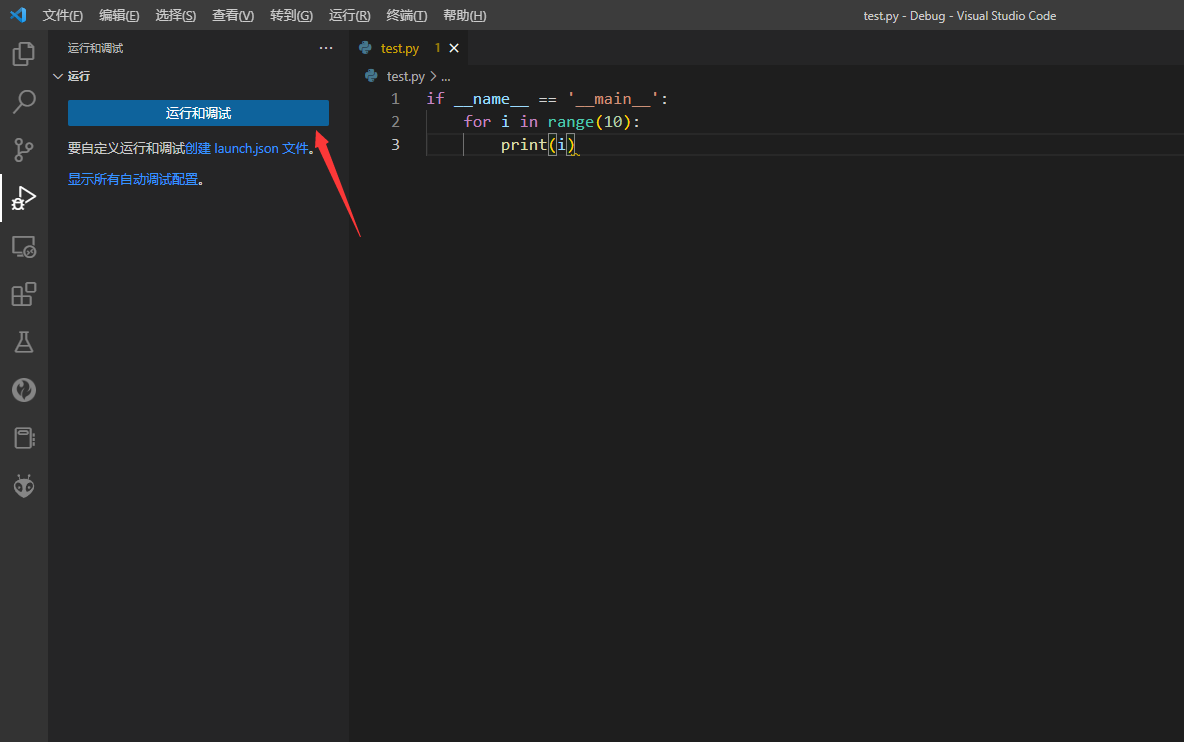 文件(F) 编辑(E) 选择(S) 查看(V) 转到(G) 运行(R) 终端(T) 帮助(H) test.py - Debug - Visual Studio Code
运行和调试 ···
运行
运行和调试
要自定义运行和调试创建 launch.json 文件。
显示所有自动调试配置。
test.py 1
test.py > ...
1 if __name__ == '__main__':
2 for i in range(10):
3 print(i)